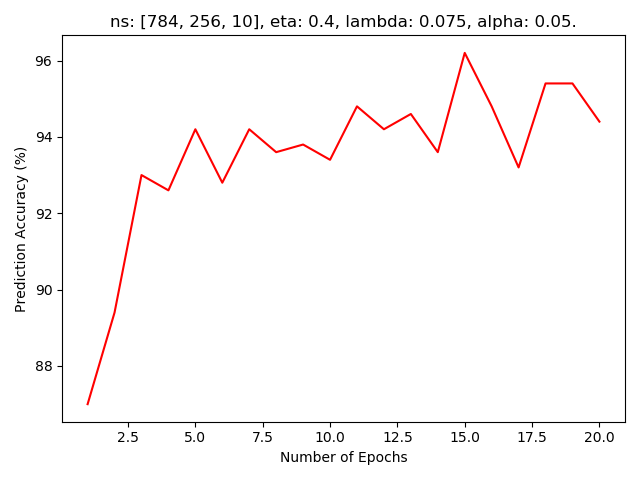 ns: [784, 256, 10], eta: 0.4, lambda: 0.075, alpha: 0.05.
96
94
92
90
88
Prediction Accuracy (%)
2.5 5.0 7.5 10.0 12.5 15.0 17.5 20.0
Number of Epochs